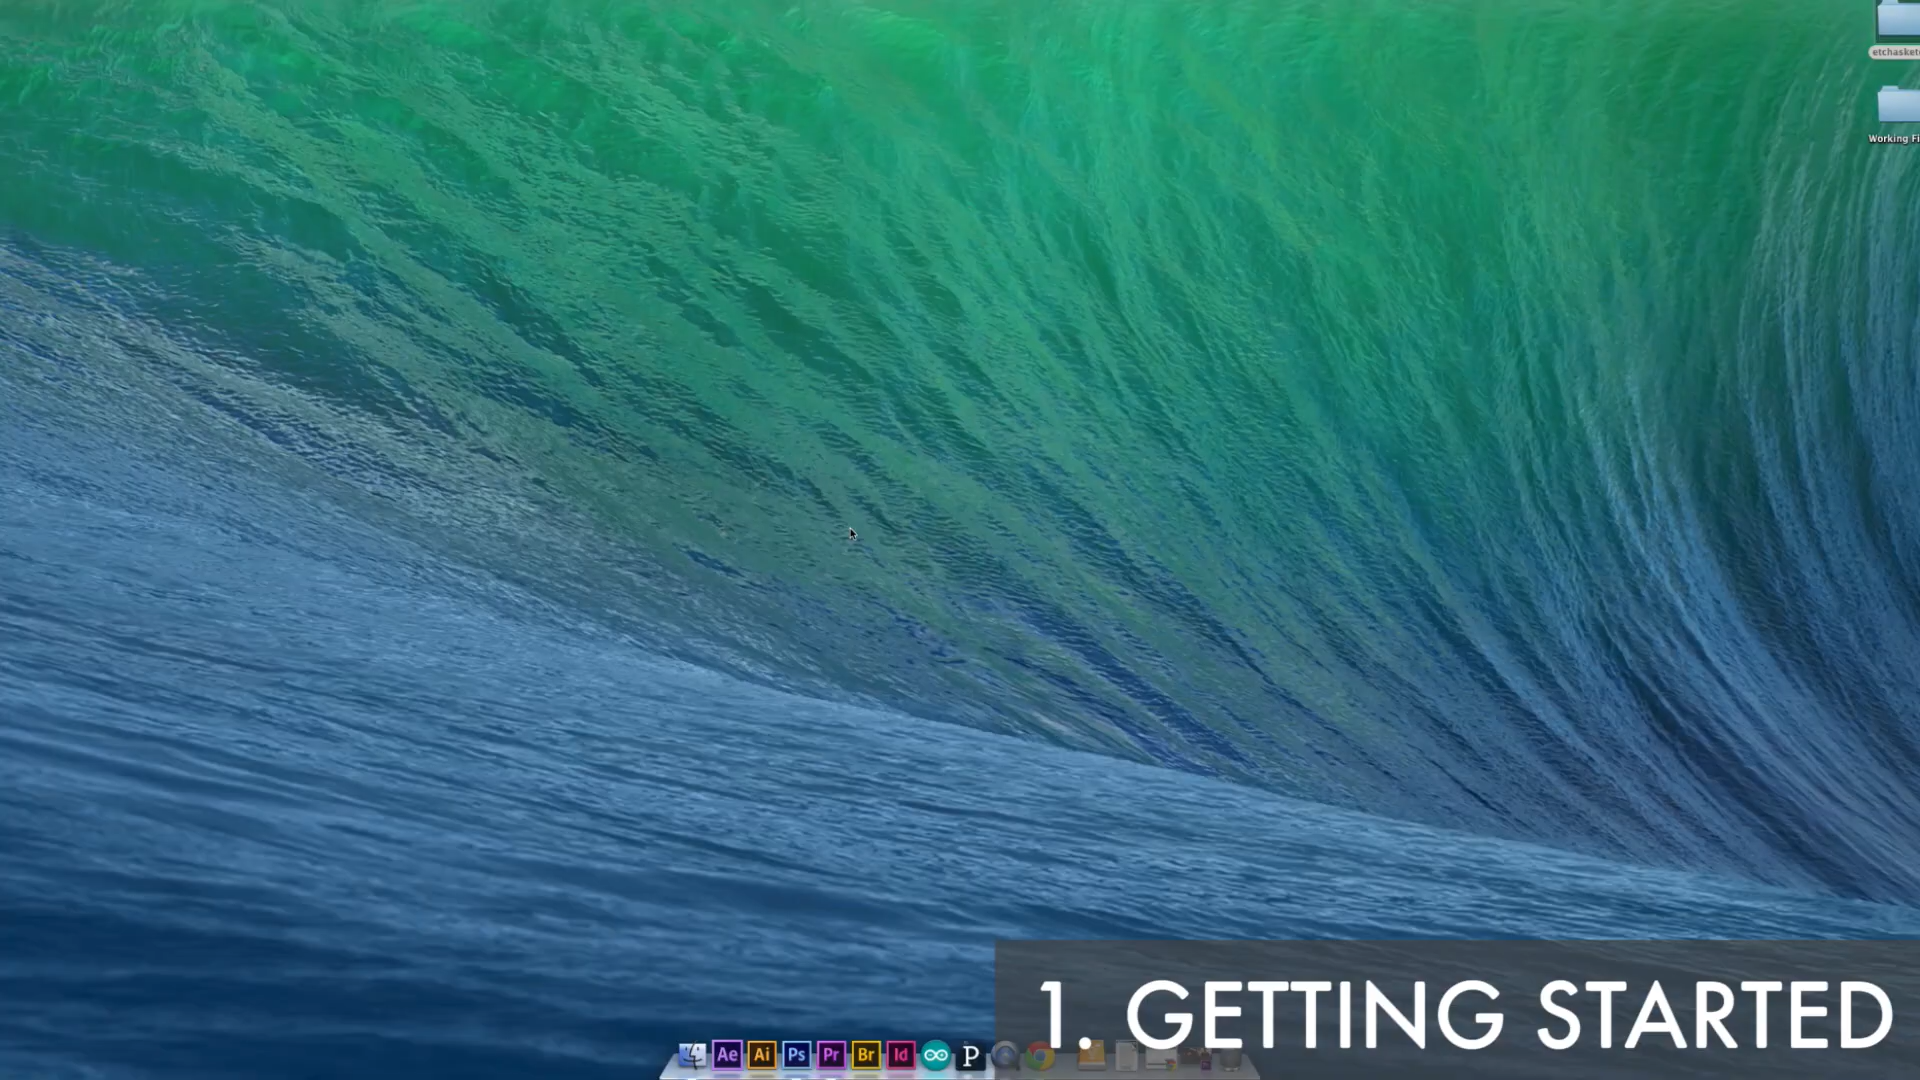 etchasket
Working Fi
1. GETTING STARTED
Ae Ai Ps Pr Br Id P